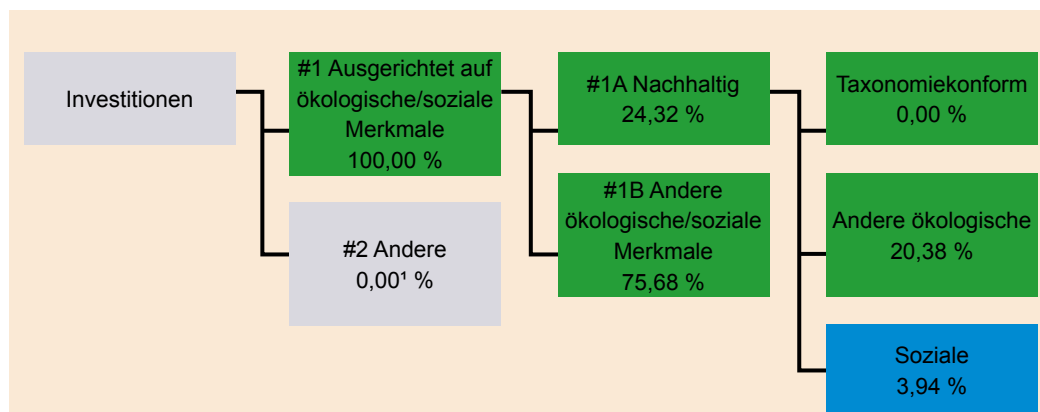 Investitionen
#1 Ausgerichtet auf
ökologische/soziale
Merkmale
100,00 %
#2 Andere
0,00¹ %
#1A Nachhaltig
24,32 %
#1B Andere
ökologische/soziale
Merkmale
75,68 %
Taxonomiekonform
0,00 %
Andere ökologische
20,38 %
Soziale
3,94 %